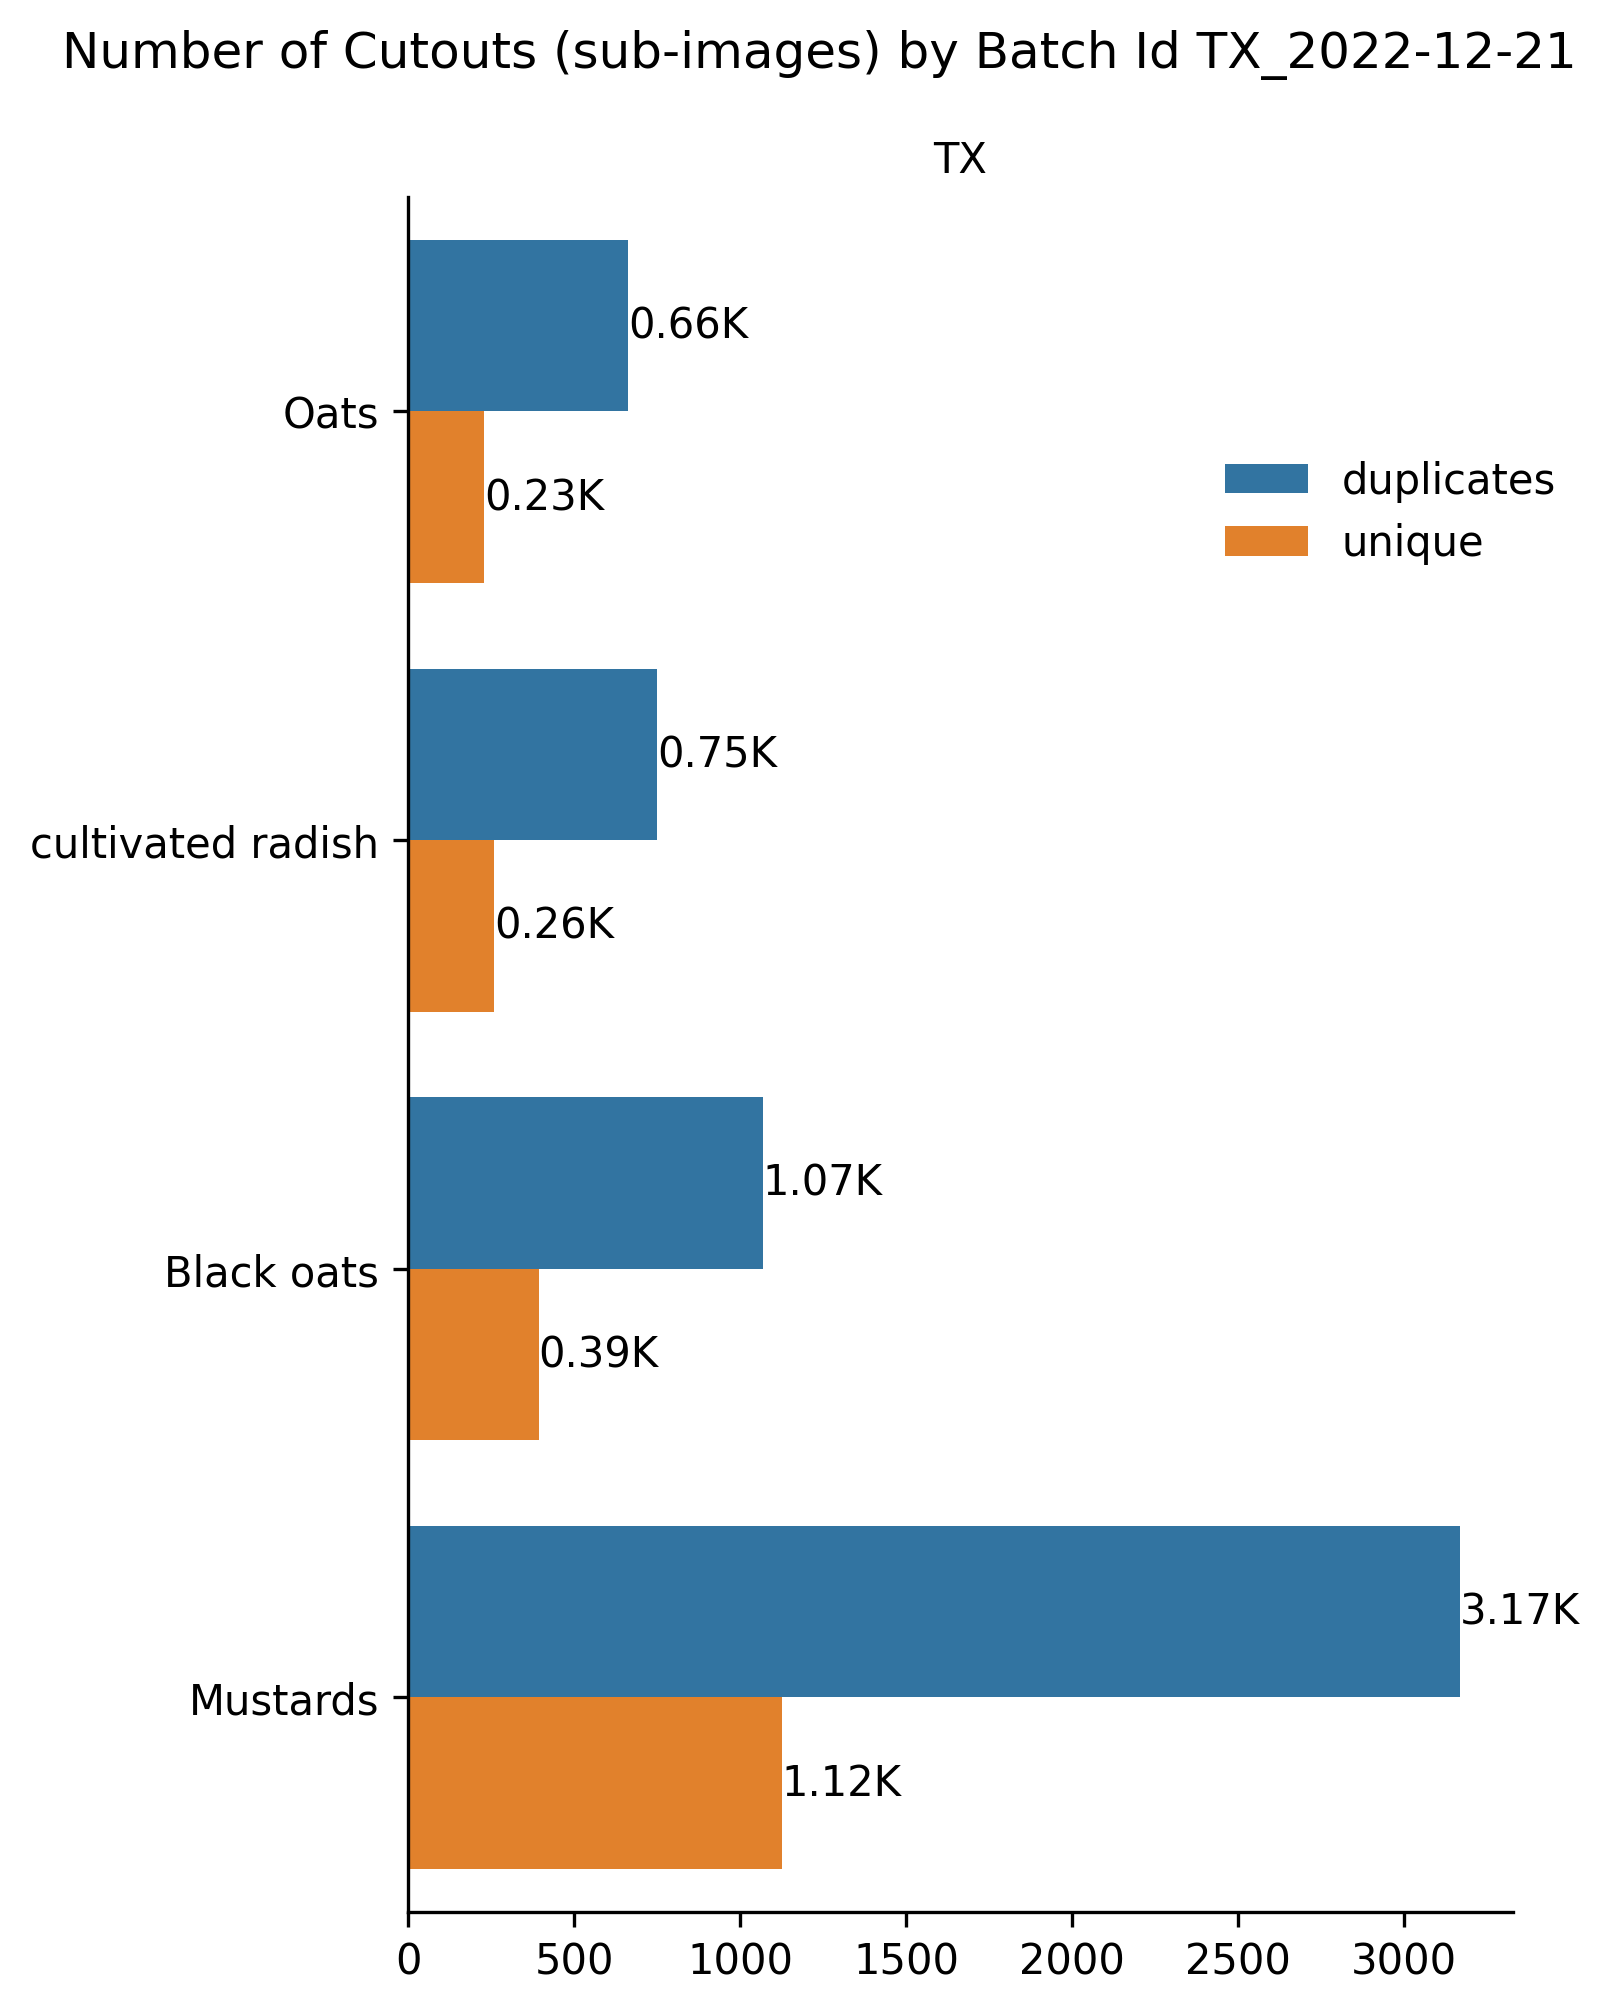 Number of Cutouts (sub-images) by Batch Id TX_2022-12-21
TX
0.66K
Oats
0.23K
duplicates
unique
0.75K
cultivated radish
0.26K
1.07K
Black oats
0.39K
3.17K
Mustards
1.12K
0 500 1000 1500 2000 2500 3000